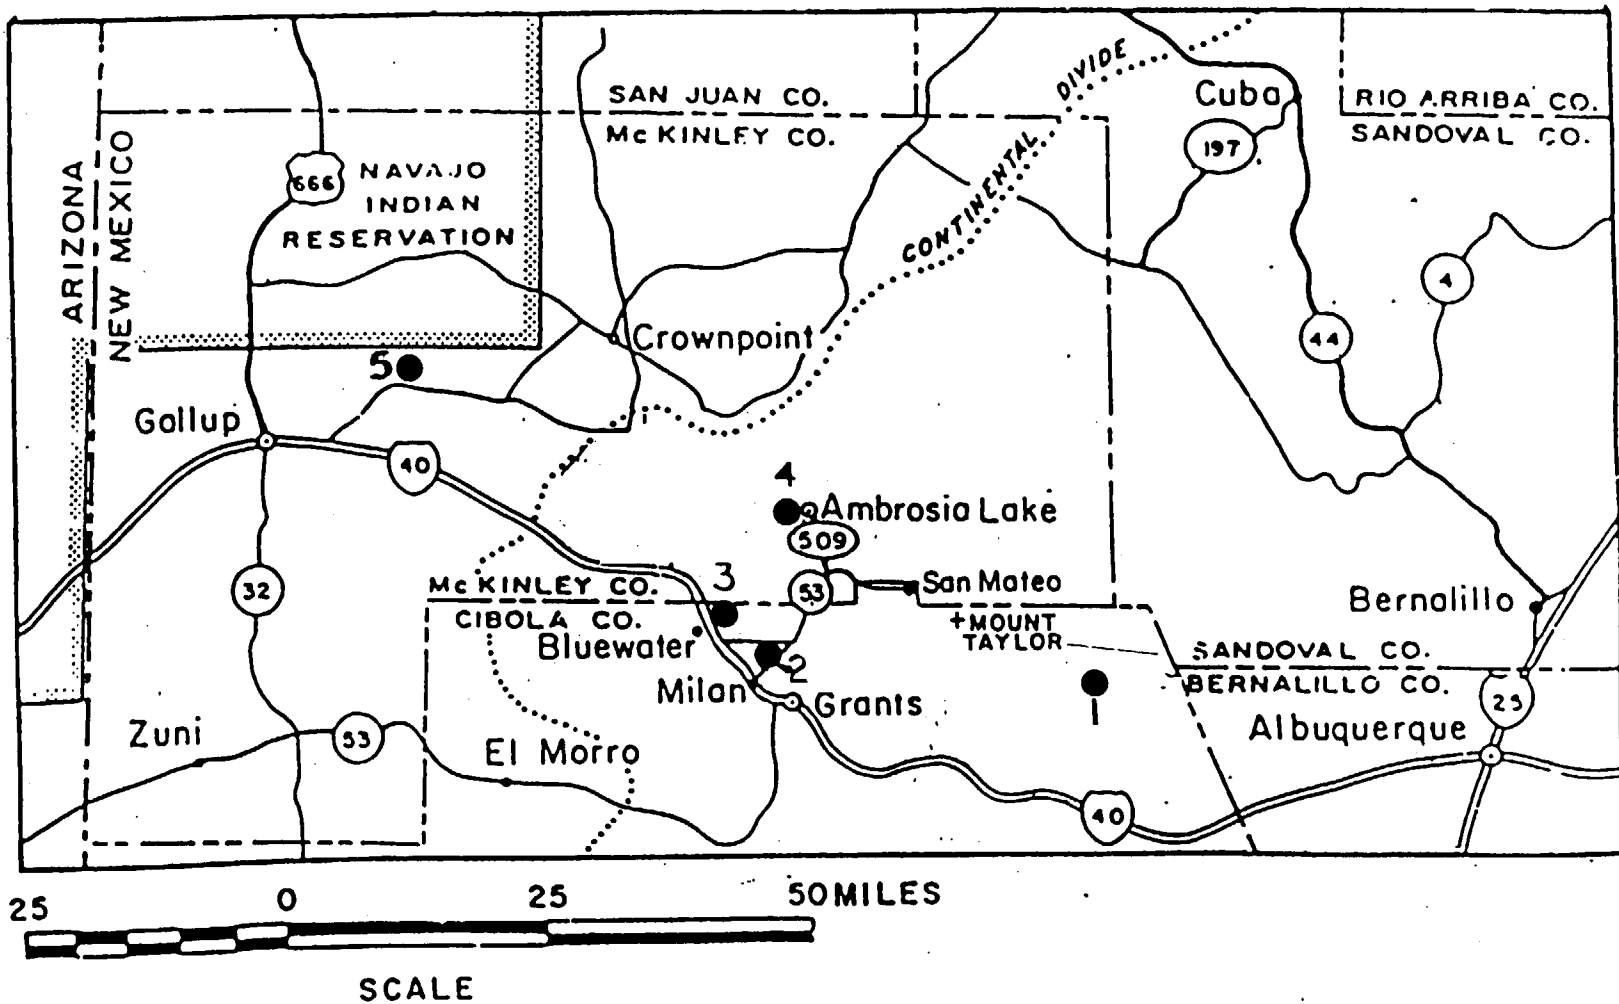 SAN JUAN CO.
McKINLEY CO.
CONTINENTAL DIVIDE
Cuba
RIO ARRIBA CO.
SANDOVAL CO.
197
ARIZONA
NEW MEXICO
666
NAVAJO
INDIAN
RESERVATION
4
44
Crownpoint
5
Gallup
40
4
Ambrosia Lake
509
32
McKINLEY CO.
CIBOLA CO.
3
53
San Mateo
Bernalillo
+MOUNT
TAYLOR
Bluewater
2
SANDOVAL CO.
BERNALILLO CO.
Milan
Grants
1
25
Zuni
53
El Morro
Albuquerque
40
25 0 25 50 MILES
SCALE